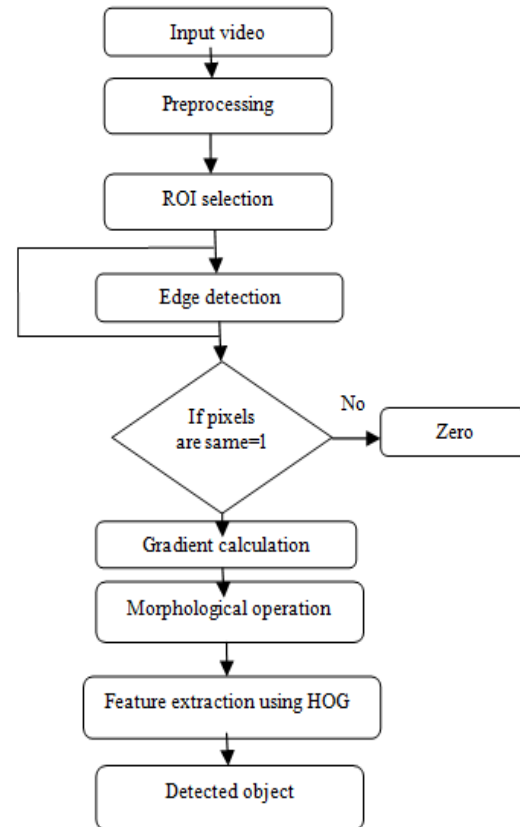 Input video
Preprocessing
ROI selection
Edge detection
If pixels
are same=1
No
Zero
Gradient calculation
Morphological operation
Feature extraction using HOG
Detected object